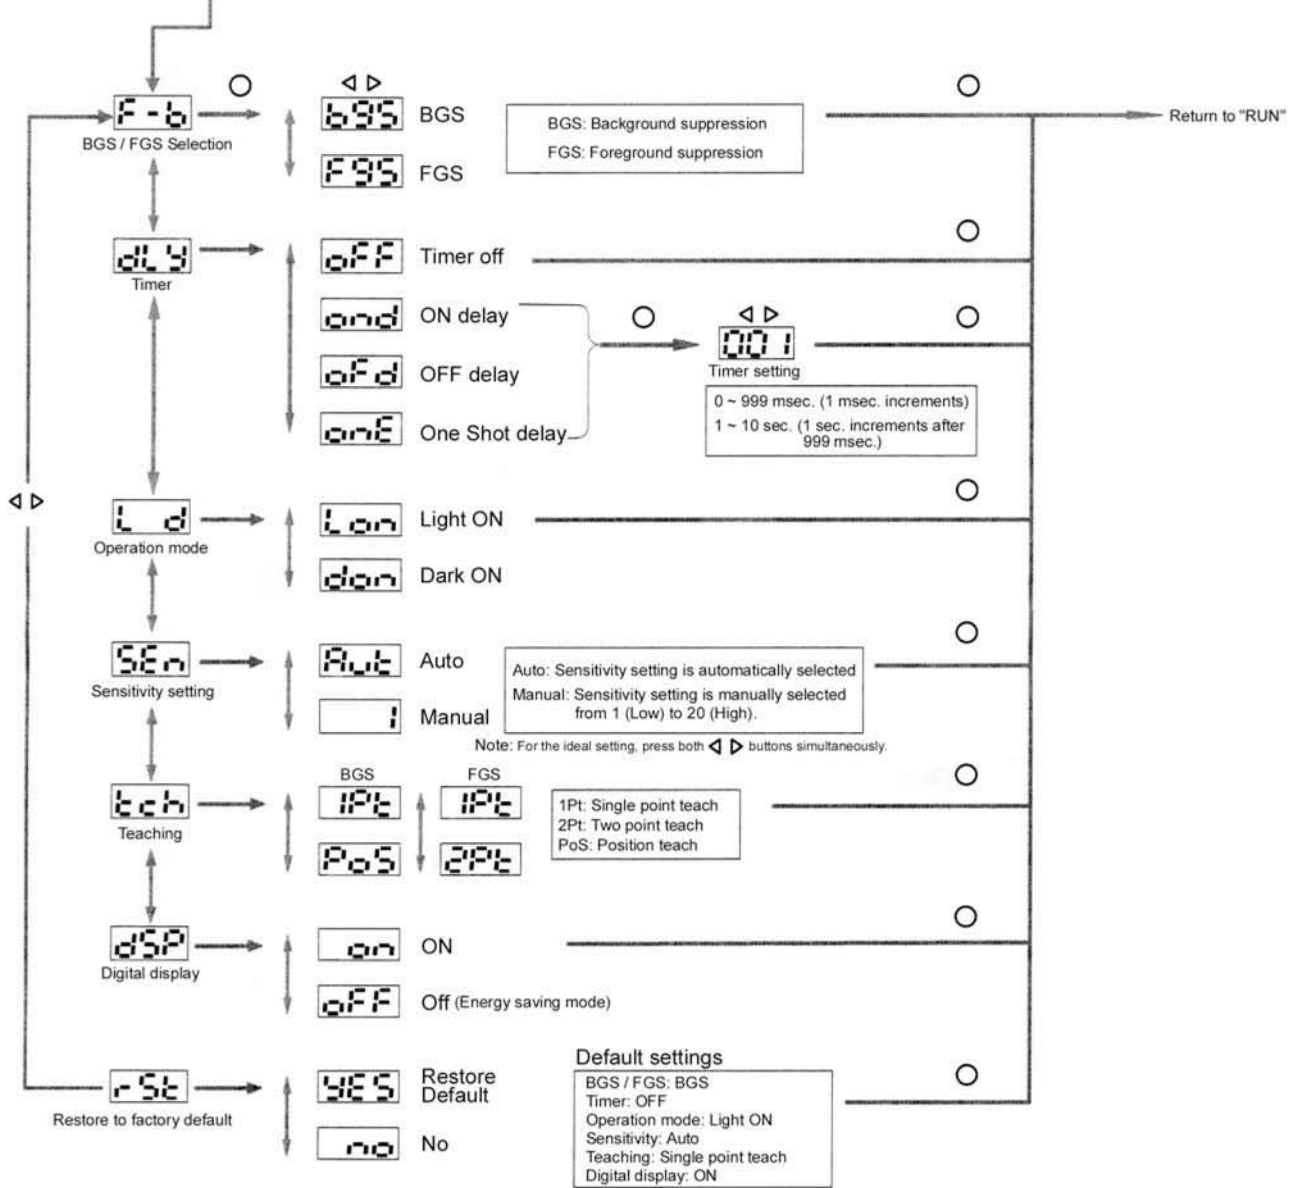 F-b
BGS / FGS Selection
◁ ▷
b95 BGS
F95 FGS
BGS: Background suppression
FGS: Foreground suppression
Return to "RUN"
dLY
Timer
oFF Timer off
ond ON delay
oFd OFF delay
onE One Shot delay
◁ ▷
001
Timer setting
0 ~ 999 msec. (1 msec. increments)
1 ~ 10 sec. (1 sec. increments after
999 msec.)
◁ ▷
L d
Operation mode
Lon Light ON
don Dark ON
SEn
Sensitivity setting
Aut Auto
1 Manual
Auto: Sensitivity setting is automatically selected
Manual: Sensitivity setting is manually selected
from 1 (Low) to 20 (High).
Note: For the ideal setting, press both ◁ ▷ buttons simultaneously.
tch
Teaching
BGS FGS
1Pt 1Pt
PoS 2Pt
1Pt: Single point teach
2Pt: Two point teach
PoS: Position teach
dSP
Digital display
on ON
oFF Off (Energy saving mode)
rSt
Restore to factory default
YES Restore
Default
no No
Default settings
BGS / FGS: BGS
Timer: OFF
Operation mode: Light ON
Sensitivity: Auto
Teaching: Single point teach
Digital display: ON